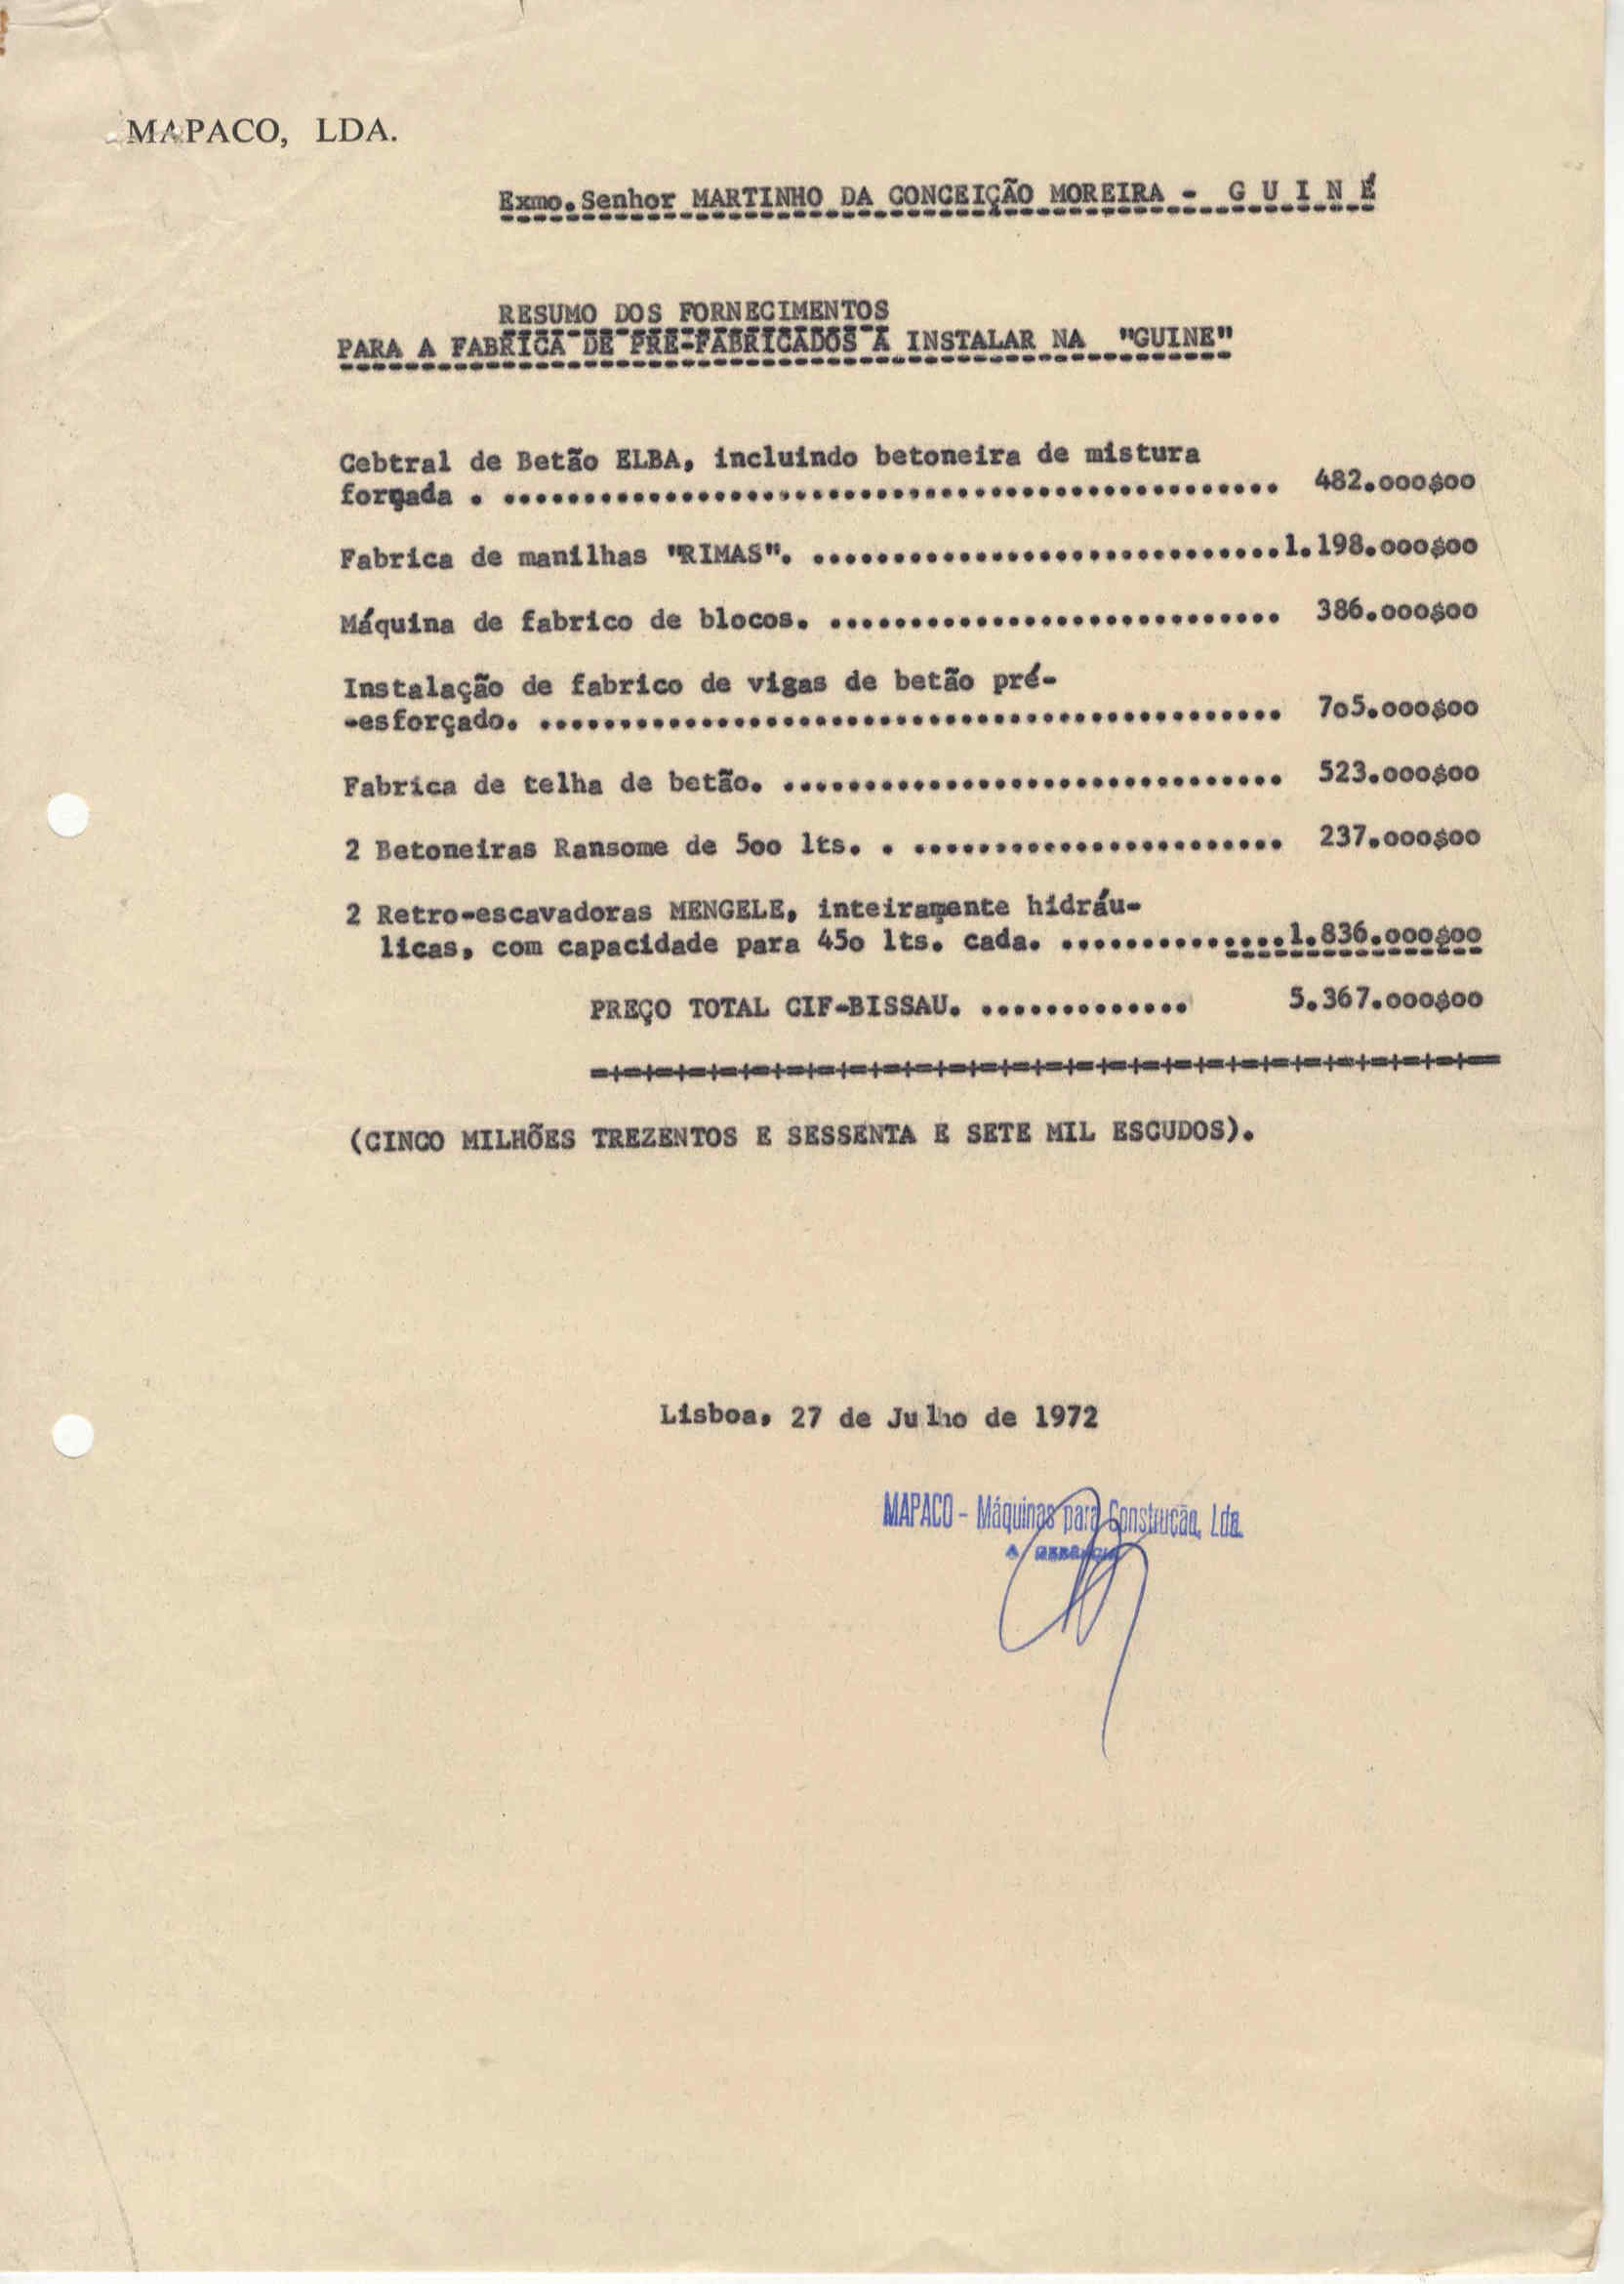 MAPACO, LDA.
Exmo.Senhor MARTINHO DA CONCEIÇÃO MOREIRA - G U I N É
RESUMO DOS FORNECIMENTOS
PARA A FABRICA DE PRE-FABRICADOS A INSTALAR NA "GUINE"
Cebtral de Betão ELBA, incluindo betoneira de mistura
forçada . ................................................ 482.000$00
Fabrica de manilhas "RIMAS". .............................1.198.000$00
Máquina de fabrico de blocos. ............................ 386.000$00
Instalação de fabrico de vigas de betão pré-
-esforçado. .............................................. 705.000$00
Fabrica de telha de betão. ............................... 523.000$00
2 Betoneiras Ransome de 500 lts. . ....................... 237.000$00
2 Retro-escavadoras MENGELE, inteiramente hidráu-
licas, com capacidade para 450 lts. cada. ..............1.836.000$00
PREÇO TOTAL CIF-BISSAU. ............. 5.367.000$00
=+=+=+=+=+=+=+=+=+=+=+=+=+=+=+=+=+=+=+=+=+=+=+=+=+=+=+=+=
(CINCO MILHÕES TREZENTOS E SESSENTA E SETE MIL ESCUDOS).
Lisboa, 27 de Julho de 1972
MAPACO - Máquinas para Construção, Lda.
A GERÊNCIA